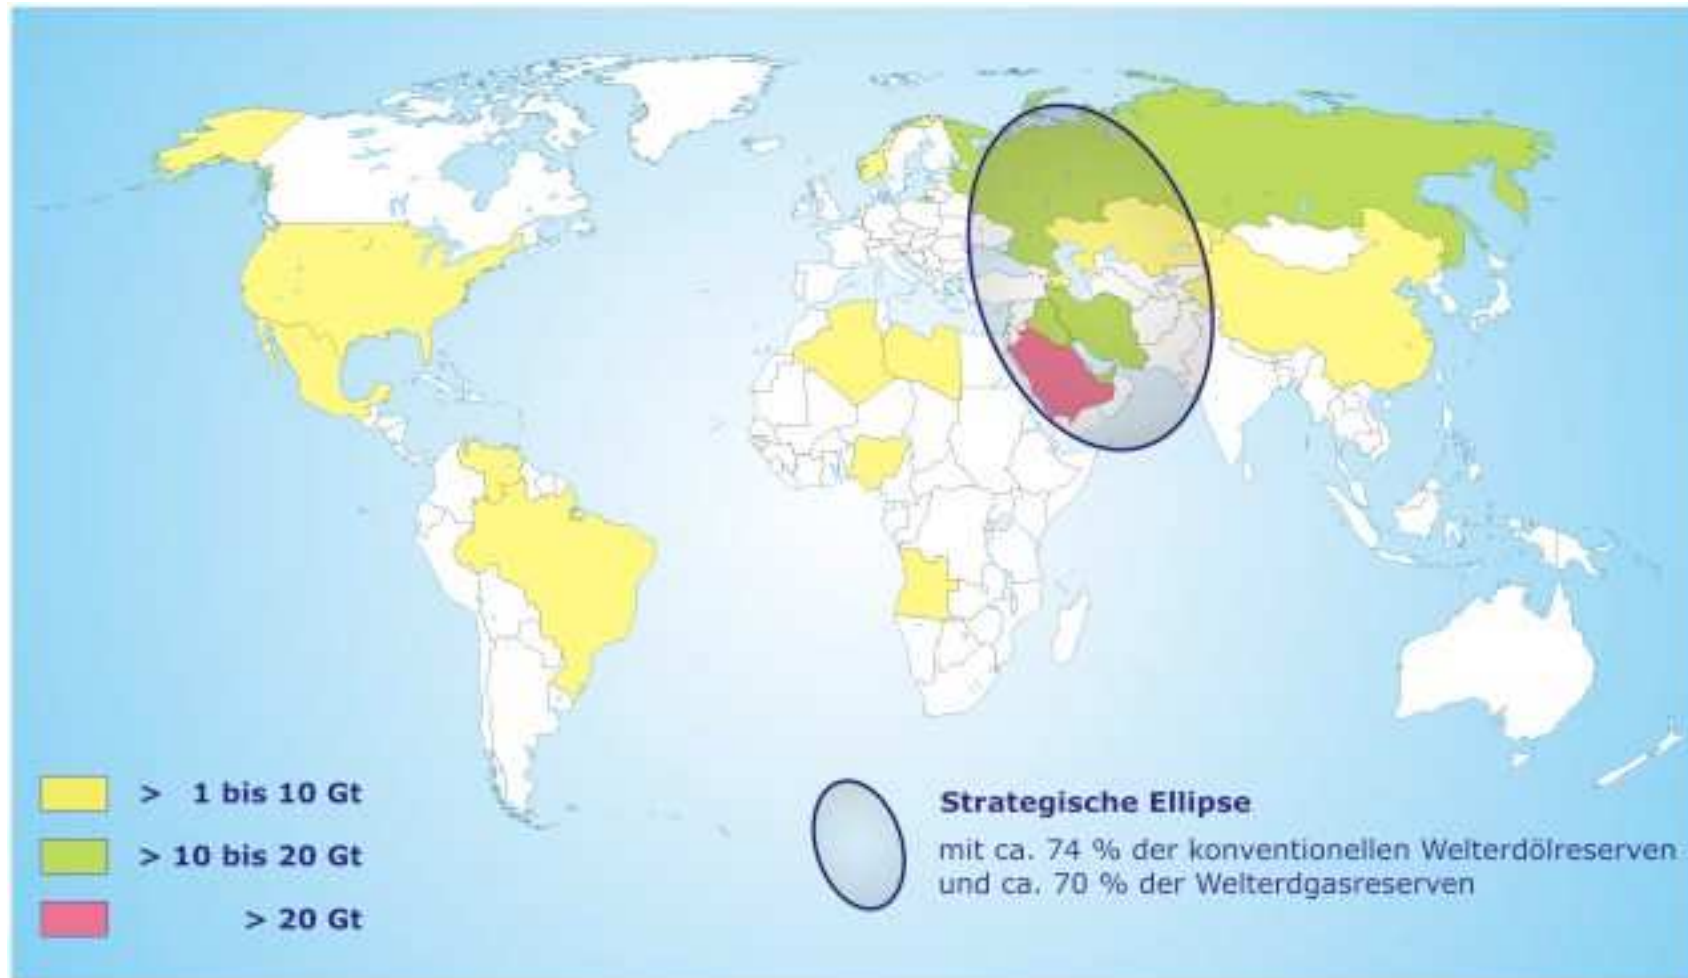 > 1 bis 10 Gt
> 10 bis 20 Gt
> 20 Gt
Strategische Ellipse
mit ca. 74 % der konventionellen Welterdölreserven
und ca. 70 % der Welterdgasreserven